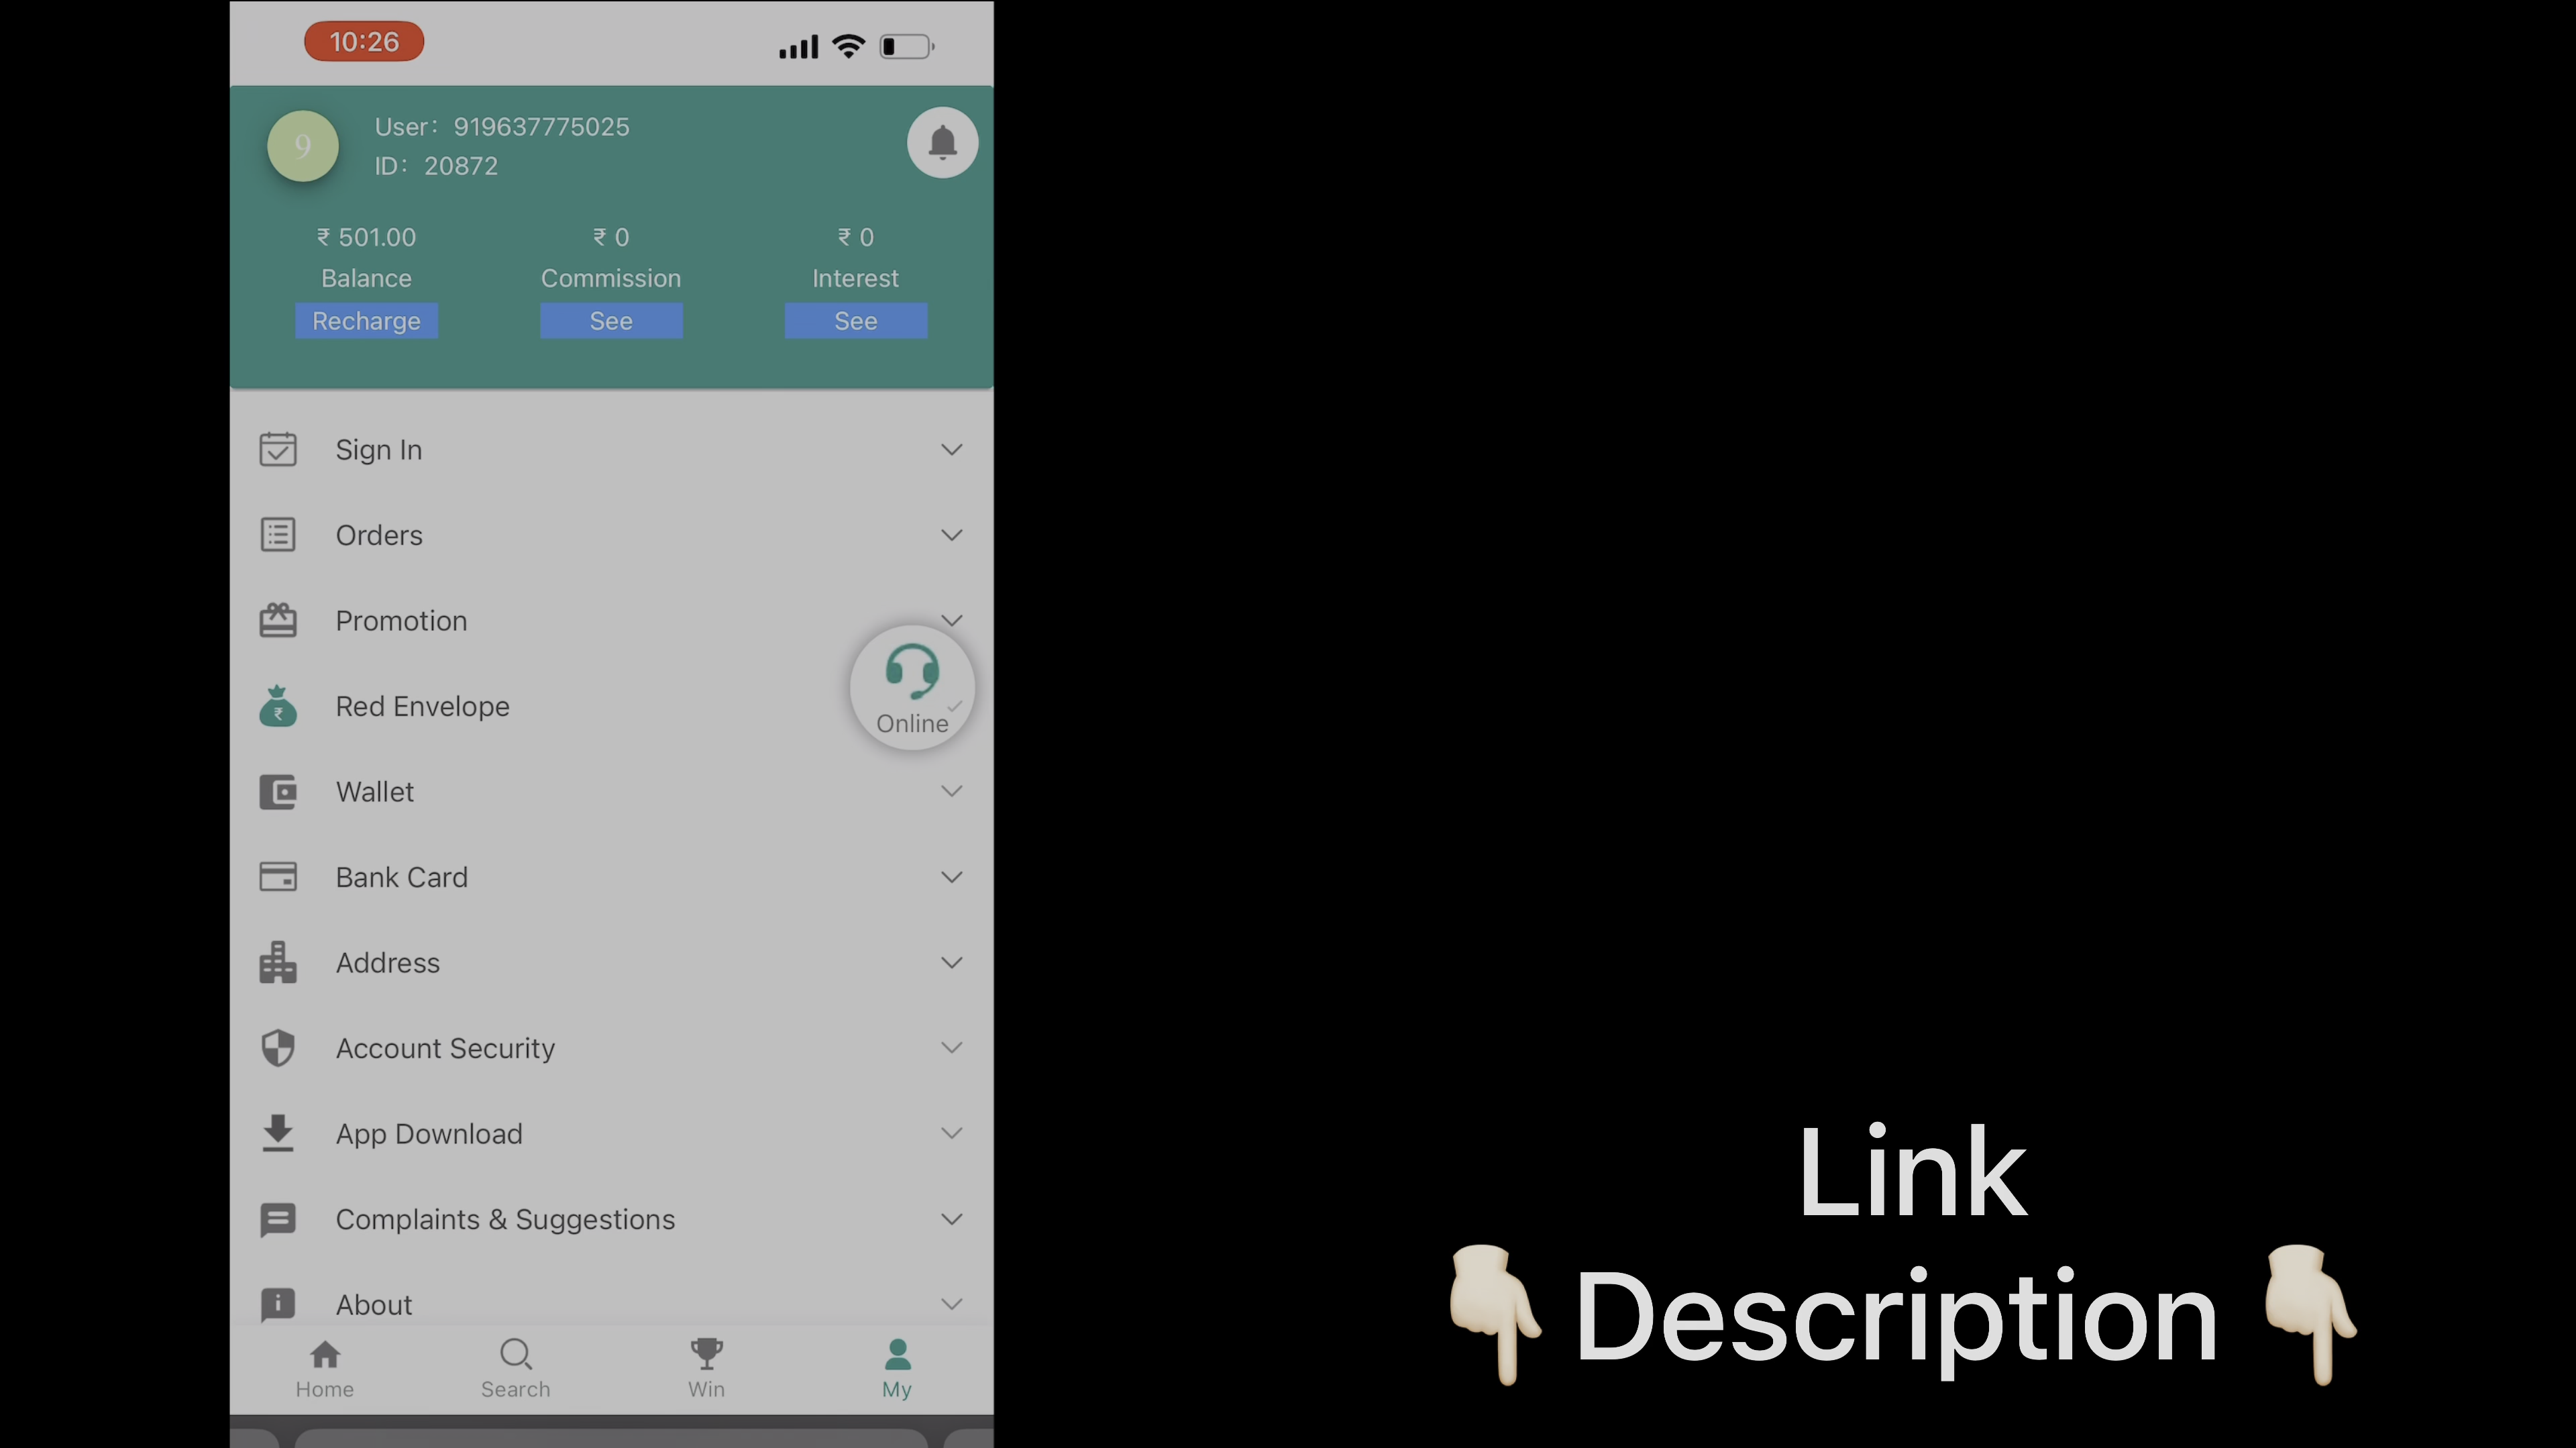 10:26
9
User: 919637775025
ID: 20872
₹ 501.00
₹ 0
₹ 0
Balance
Commission
Interest
Recharge
See
See
Sign In
Orders
Promotion
Red Envelope
Online
Wallet
Bank Card
Address
Account Security
App Download
Complaints & Suggestions
About
Home
Search
Win
My
Link
👇🏻 Description 👇🏻